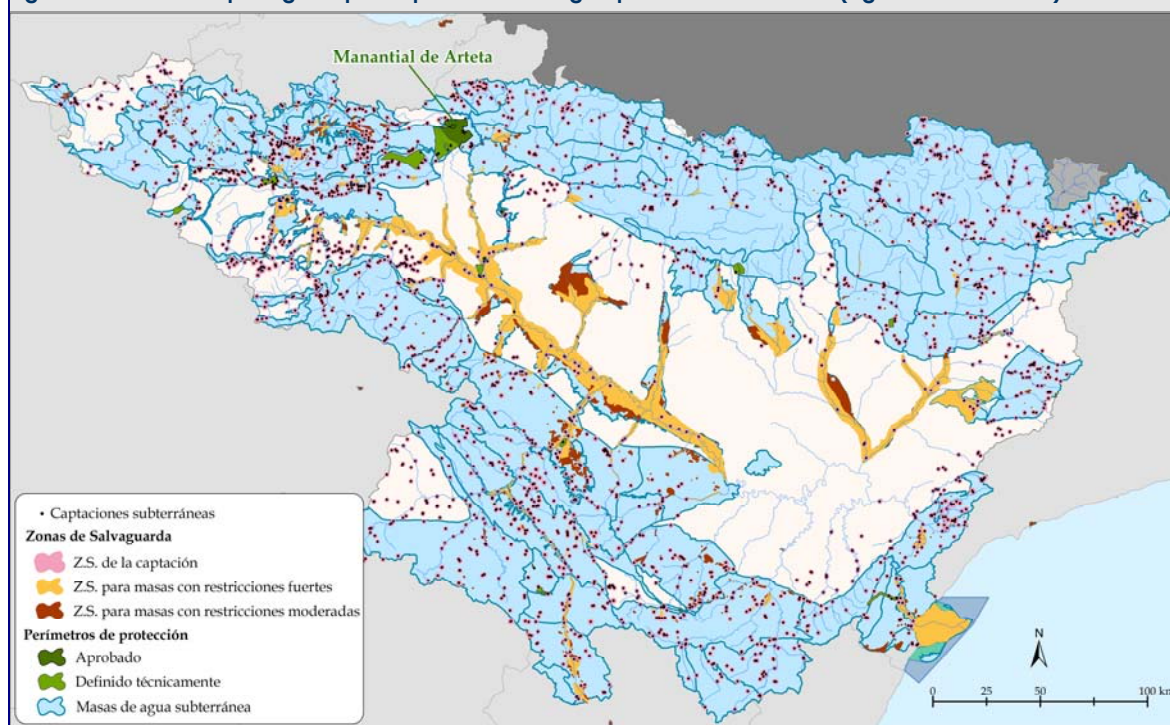 Manantial de Arteta
Captaciones subterráneas
Zonas de Salvaguarda
Z.S. de la captación
Z.S. para masas con restricciones fuertes
Z.S. para masas con restricciones moderadas
Perímetros de protección
Aprobado
Definido técnicamente
Masas de agua subterránea
N
0 25 50 100 km